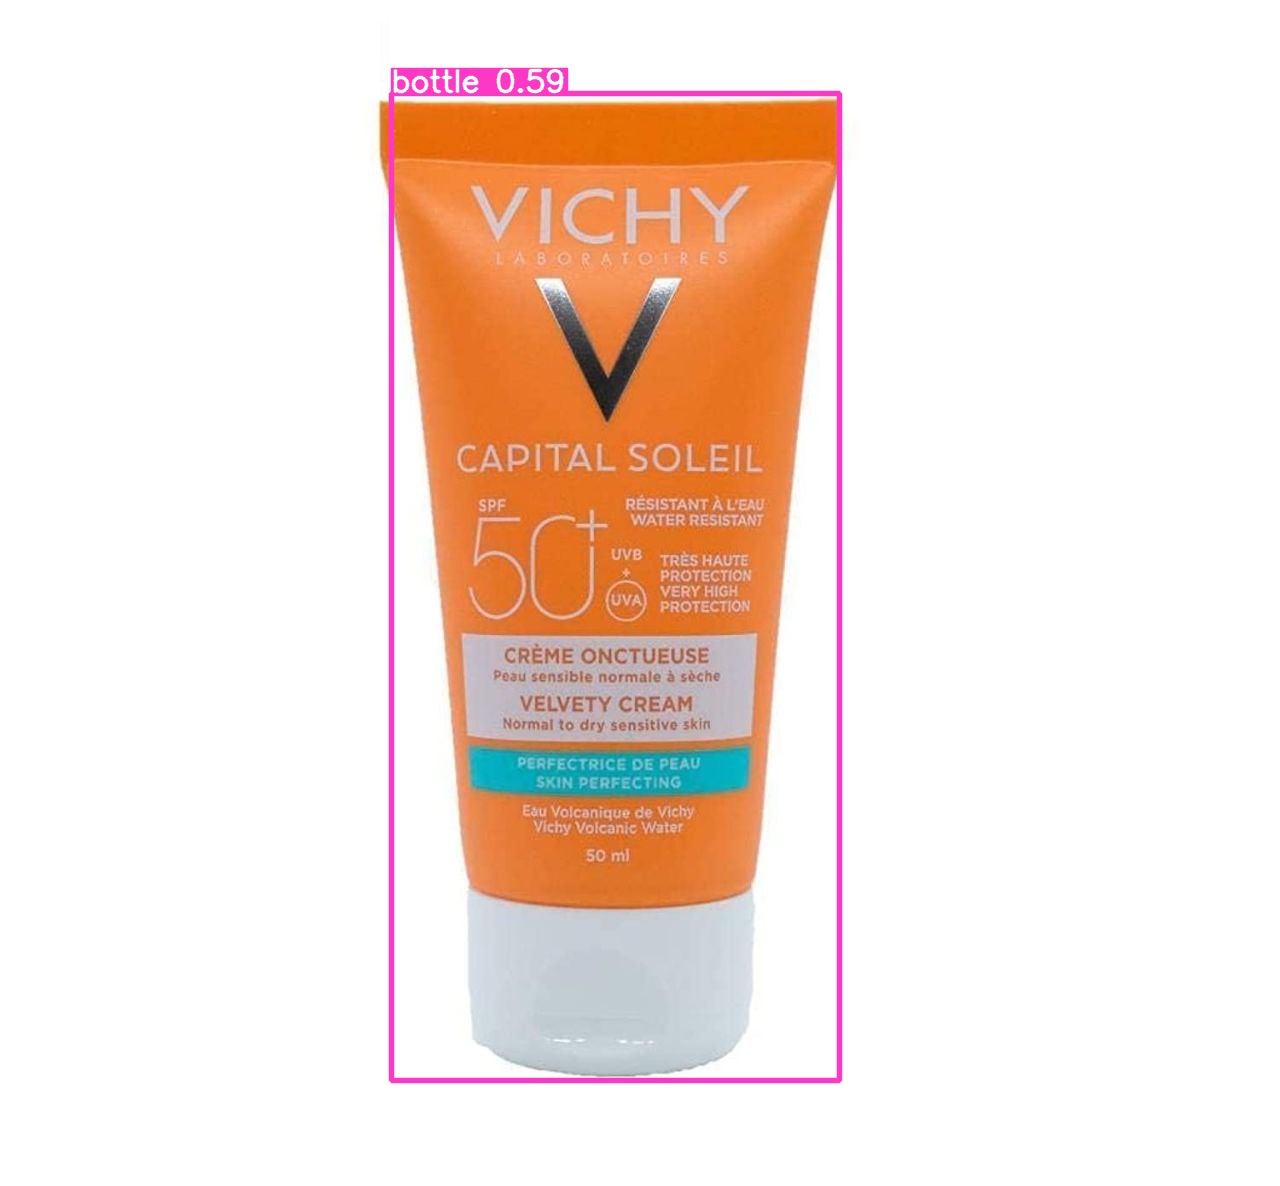 bottle 0.59
VICHY
LABORATOIRES
V
CAPITAL SOLEIL
SPF
50+
RÉSISTANT À L'EAU
WATER RESISTANT
UVB
+
UVA
TRÈS HAUTE
PROTECTION
VERY HIGH
PROTECTION
CRÈME ONCTUEUSE
Peau sensible normale à sèche
VELVETY CREAM
Normal to dry sensitive skin
PERFECTRICE DE PEAU
SKIN PERFECTING
Eau Volcanique de Vichy
Vichy Volcanic Water
50 ml